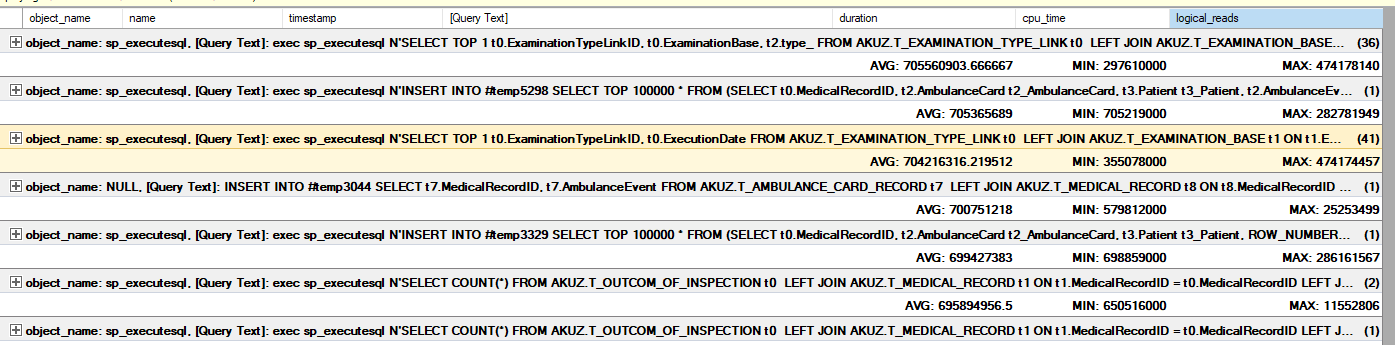 object_name name timestamp [Query Text] duration cpu_time logical_reads
object_name: sp_executesql, [Query Text]: exec sp_executesql N'SELECT TOP 1 t0.ExaminationTypeLinkID, t0.ExaminationBase, t2.type_ FROM AKUZ.T_EXAMINATION_TYPE_LINK t0 LEFT JOIN AKUZ.T_EXAMINATION_BASE... (36)
AVG: 705560903.666667 MIN: 297610000 MAX: 474178140
object_name: sp_executesql, [Query Text]: exec sp_executesql N'INSERT INTO #temp5298 SELECT TOP 100000 * FROM (SELECT t0.MedicalRecordID, t2.AmbulanceCard t2_AmbulanceCard, t3.Patient t3_Patient, t2.AmbulanceEv... (1)
AVG: 705365689 MIN: 705219000 MAX: 282781949
object_name: sp_executesql, [Query Text]: exec sp_executesql N'SELECT TOP 1 t0.ExaminationTypeLinkID, t0.ExecutionDate FROM AKUZ.T_EXAMINATION_TYPE_LINK t0 LEFT JOIN AKUZ.T_EXAMINATION_BASE t1 ON t1.E... (41)
AVG: 704216316.219512 MIN: 355078000 MAX: 474174457
object_name: NULL, [Query Text]: INSERT INTO #temp3044 SELECT t7.MedicalRecordID, t7.AmbulanceEvent FROM AKUZ.T_AMBULANCE_CARD_RECORD t7 LEFT JOIN AKUZ.T_MEDICAL_RECORD t8 ON t8.MedicalRecordID ... (1)
AVG: 700751218 MIN: 579812000 MAX: 25253499
object_name: sp_executesql, [Query Text]: exec sp_executesql N'INSERT INTO #temp3329 SELECT TOP 100000 * FROM (SELECT t0.MedicalRecordID, t2.AmbulanceCard t2_AmbulanceCard, t3.Patient t3_Patient, ROW_NUMBER... (1)
AVG: 699427383 MIN: 698859000 MAX: 286161567
object_name: sp_executesql, [Query Text]: exec sp_executesql N'SELECT COUNT(*) FROM AKUZ.T_OUTCOM_OF_INSPECTION t0 LEFT JOIN AKUZ.T_MEDICAL_RECORD t1 ON t1.MedicalRecordID = t0.MedicalRecordID LEFT J... (2)
AVG: 695894956.5 MIN: 650516000 MAX: 11552806
object_name: sp_executesql, [Query Text]: exec sp_executesql N'SELECT COUNT(*) FROM AKUZ.T_OUTCOM_OF_INSPECTION t0 LEFT JOIN AKUZ.T_MEDICAL_RECORD t1 ON t1.MedicalRecordID = t0.MedicalRecordID LEFT J... (1)